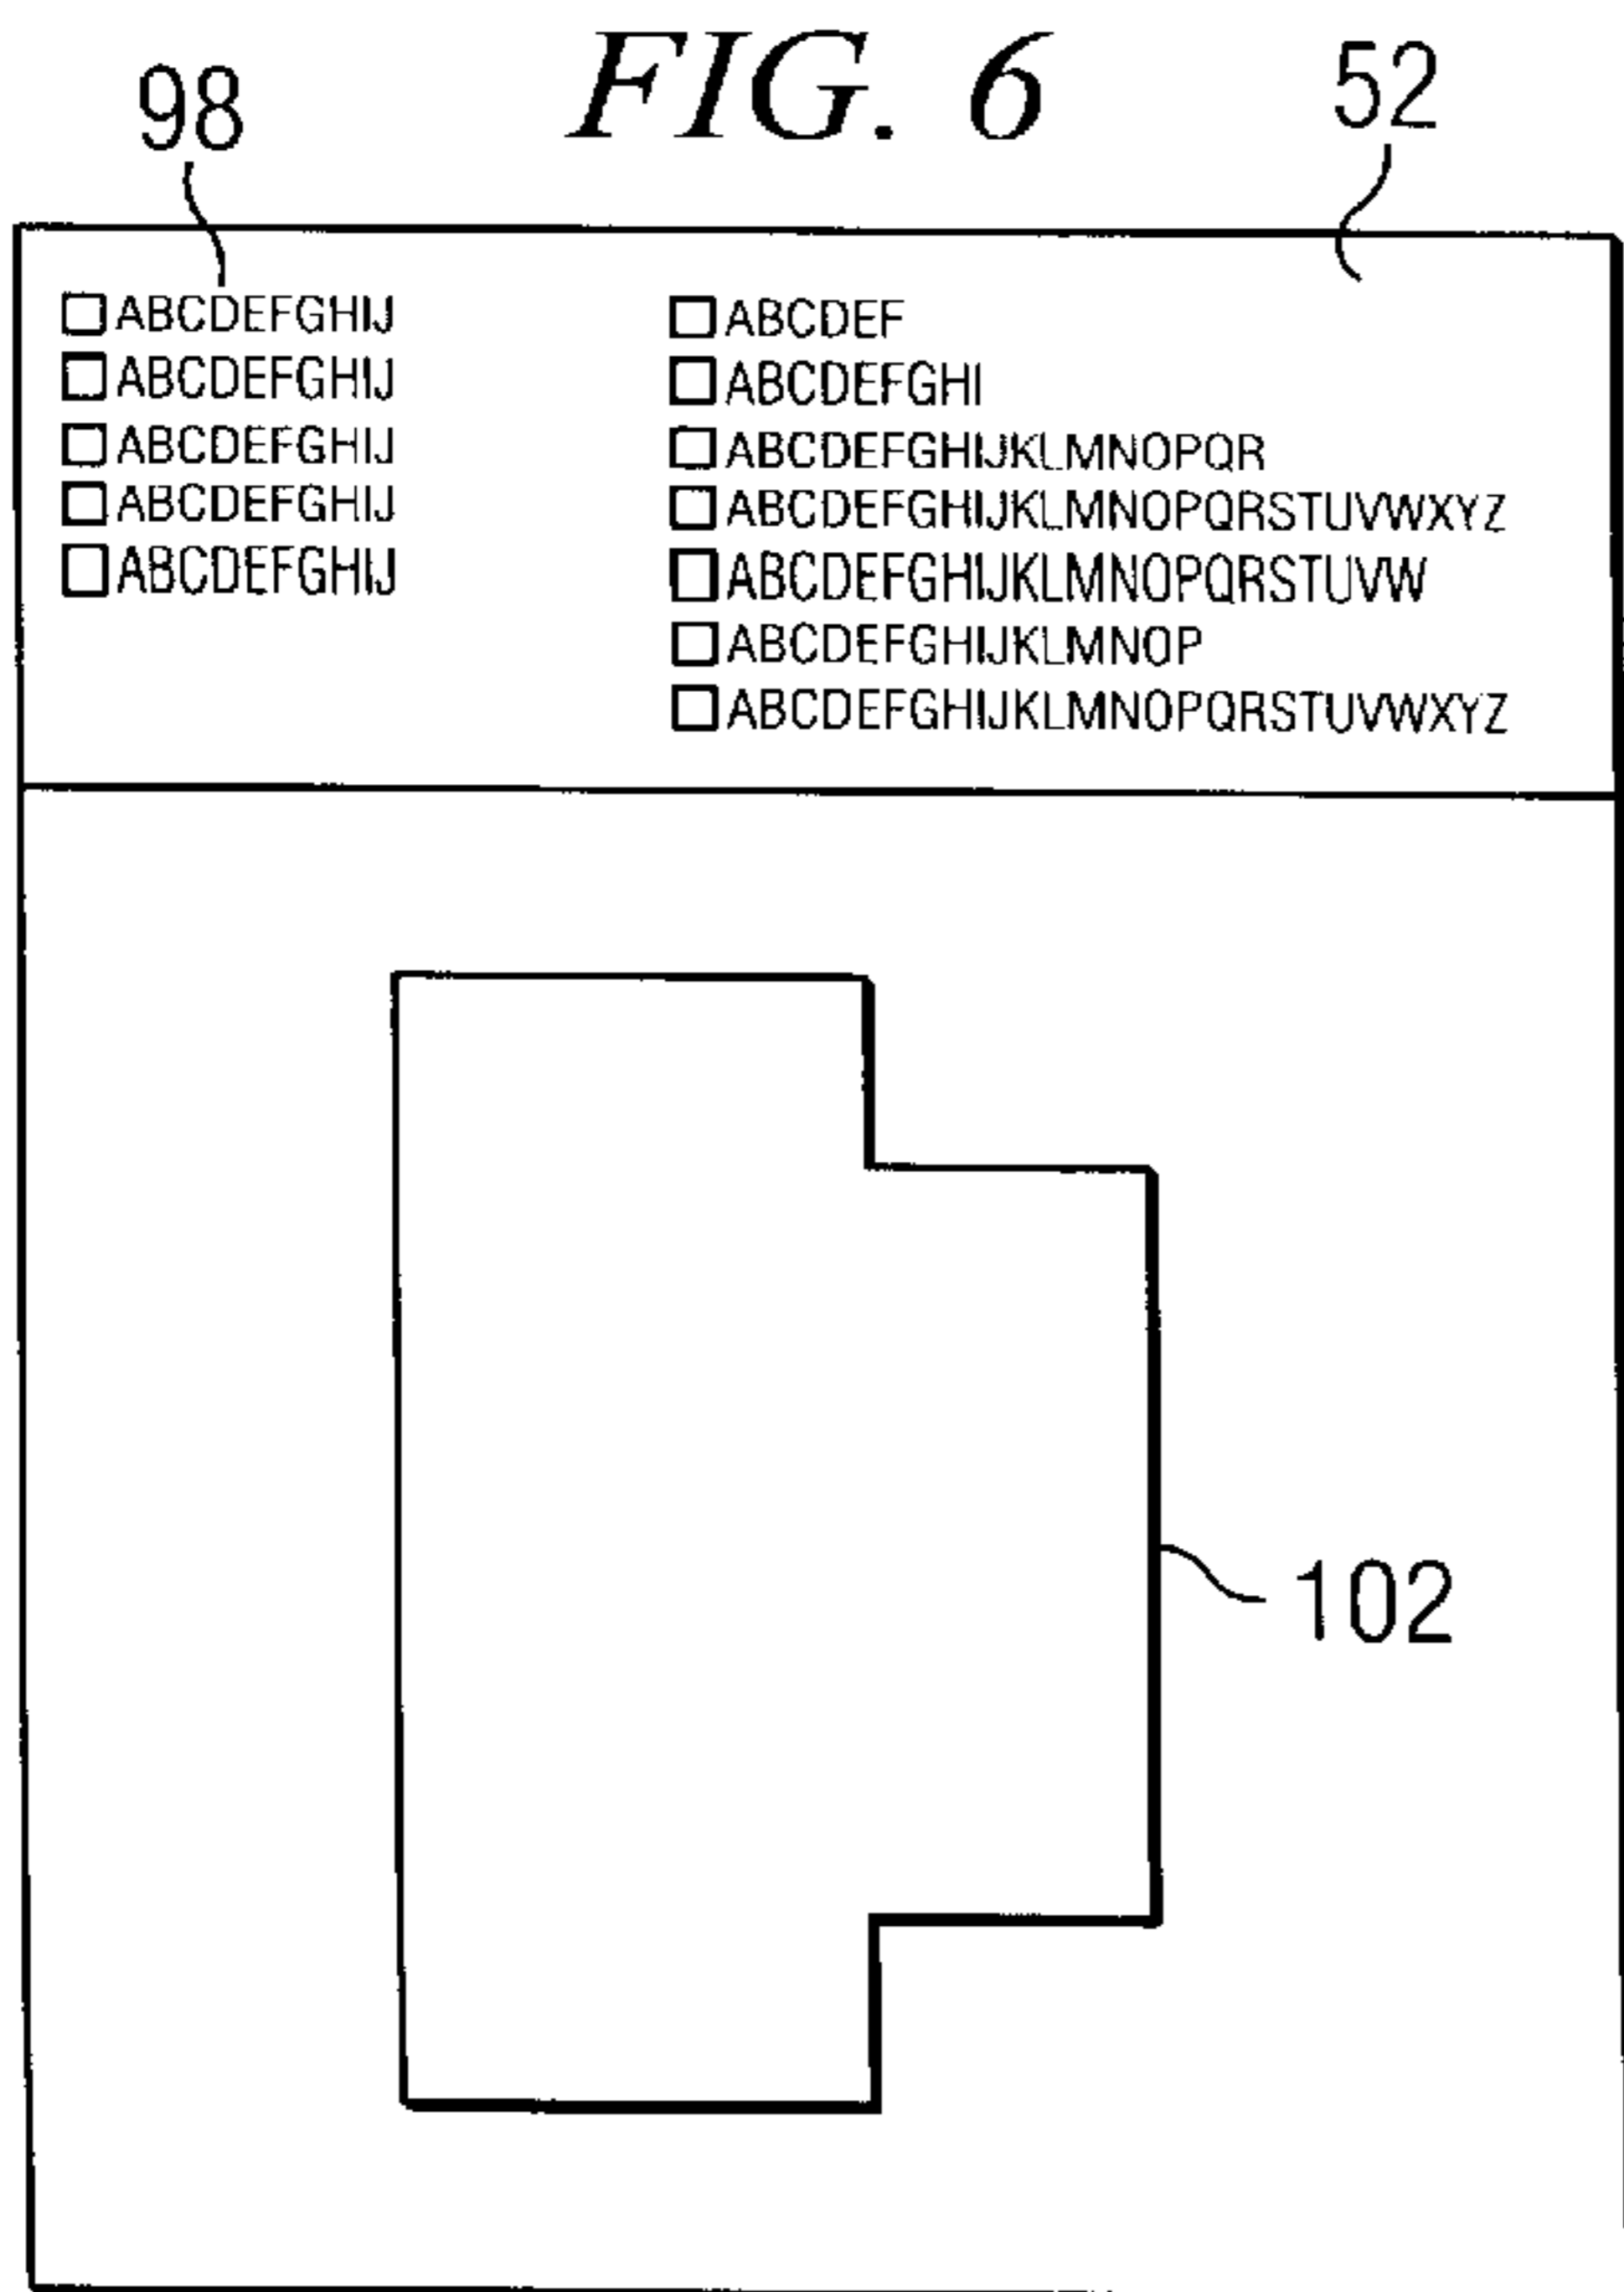 FIG. 6
98
52
ABCDEFGHIJ
ABCDEFGHIJ
ABCDEFGHIJ
ABCDEFGHIJ
ABCDEFGHIJ
ABCDEF
ABCDEFGHI
ABCDEFGHIJKLMNOPQR
ABCDEFGHIJKLMNOPQRSTUVWXYZ
ABCDEFGHIJKLMNOPQRSTUVW
ABCDEFGHIJKLMNOP
ABCDEFGHIJKLMNOPQRSTUVWXYZ
102